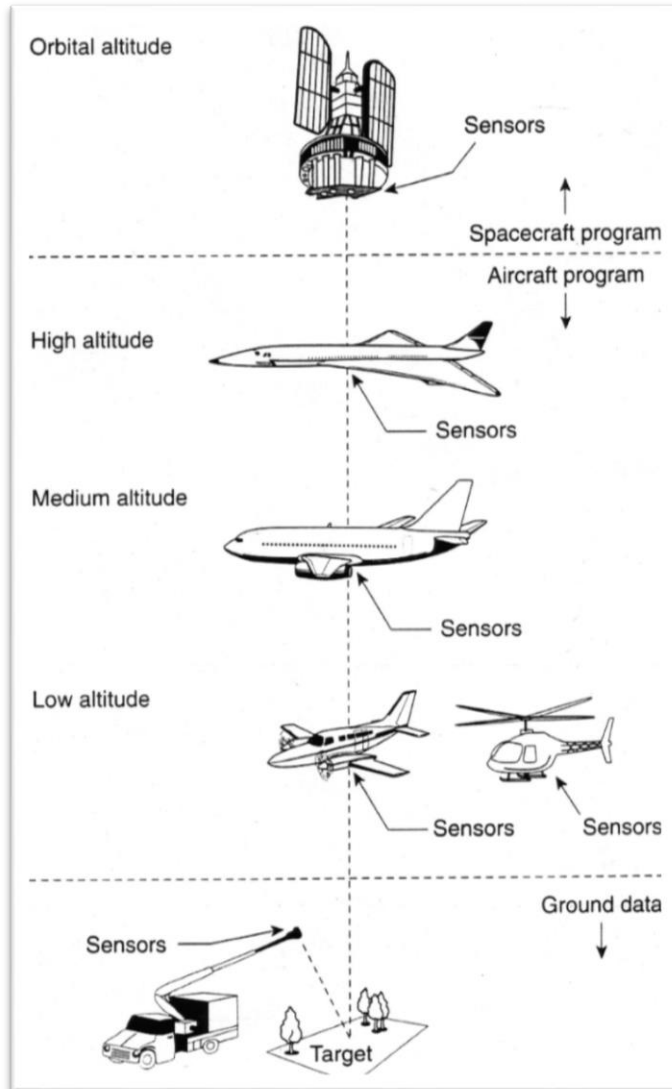 Orbital altitude
Sensors
Spacecraft program
Aircraft program
High altitude
Sensors
Medium altitude
Sensors
Low altitude
Sensors
Sensors
Ground data
Sensors
Target